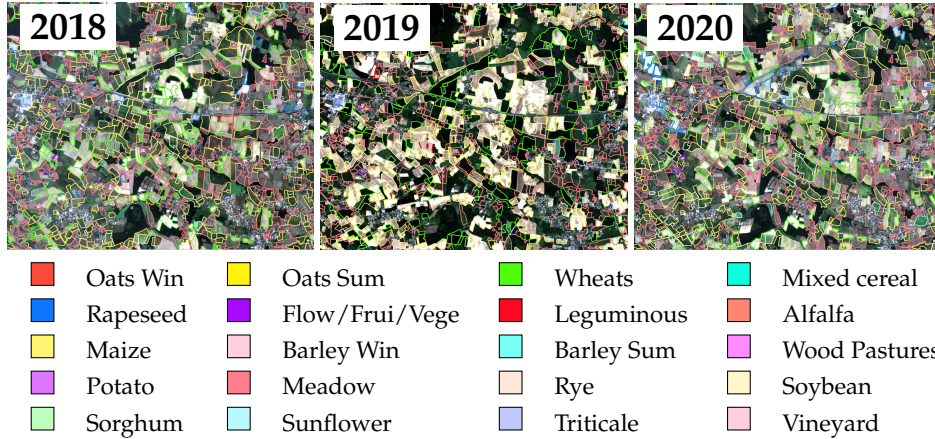 2018 2019 2020
Oats Win Oats Sum Wheats Mixed cereal
Rapeseed Flow/Frui/Vege Leguminous Alfalfa
Maize Barley Win Barley Sum Wood Pastures
Potato Meadow Rye Soybean
Sorghum Sunflower Triticale Vineyard